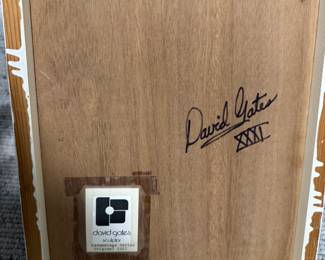 David Gates
XXXI
david gates
sculptor